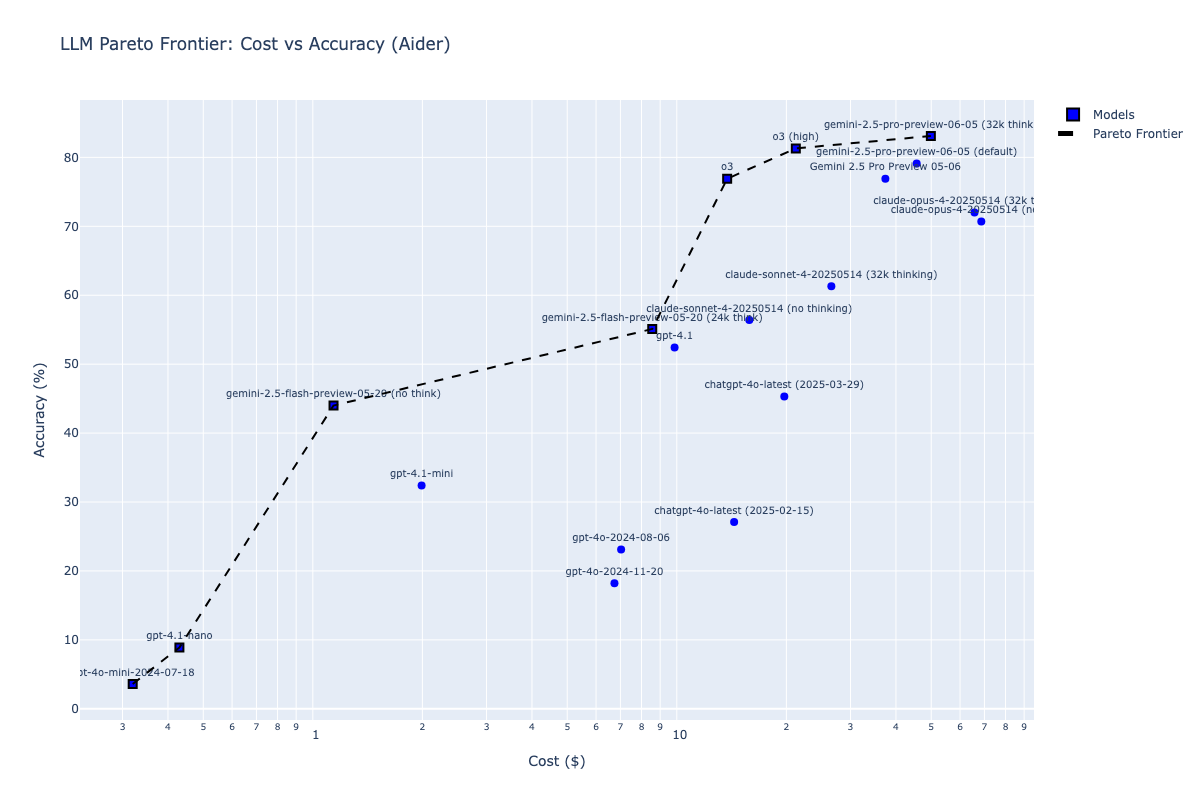 LLM Pareto Frontier: Cost vs Accuracy (Aider)
Models
Pareto Frontier
gemini-2.5-pro-preview-06-05 (32k think
o3 (high)
gemini-2.5-pro-preview-06-05 (default)
o3
Gemini 2.5 Pro Preview 05-06
claude-opus-4-20250514 (32k t
claude-opus-4-20250514 (no
claude-sonnet-4-20250514 (32k thinking)
claude-sonnet-4-20250514 (no thinking)
gemini-2.5-flash-preview-05-20 (24k think)
gpt-4.1
chatgpt-4o-latest (2025-03-29)
gemini-2.5-flash-preview-05-20 (no think)
gpt-4.1-mini
chatgpt-4o-latest (2025-02-15)
gpt-4o-2024-08-06
gpt-4o-2024-11-20
gpt-4.1-nano
pt-4o-mini-2024-07-18
Accuracy (%)
80
70
60
50
40
30
20
10
0
3 4 5 6 7 8 9 1 2 3 4 5 6 7 8 9 10 2 3 4 5 6 7 8 9
Cost ($)